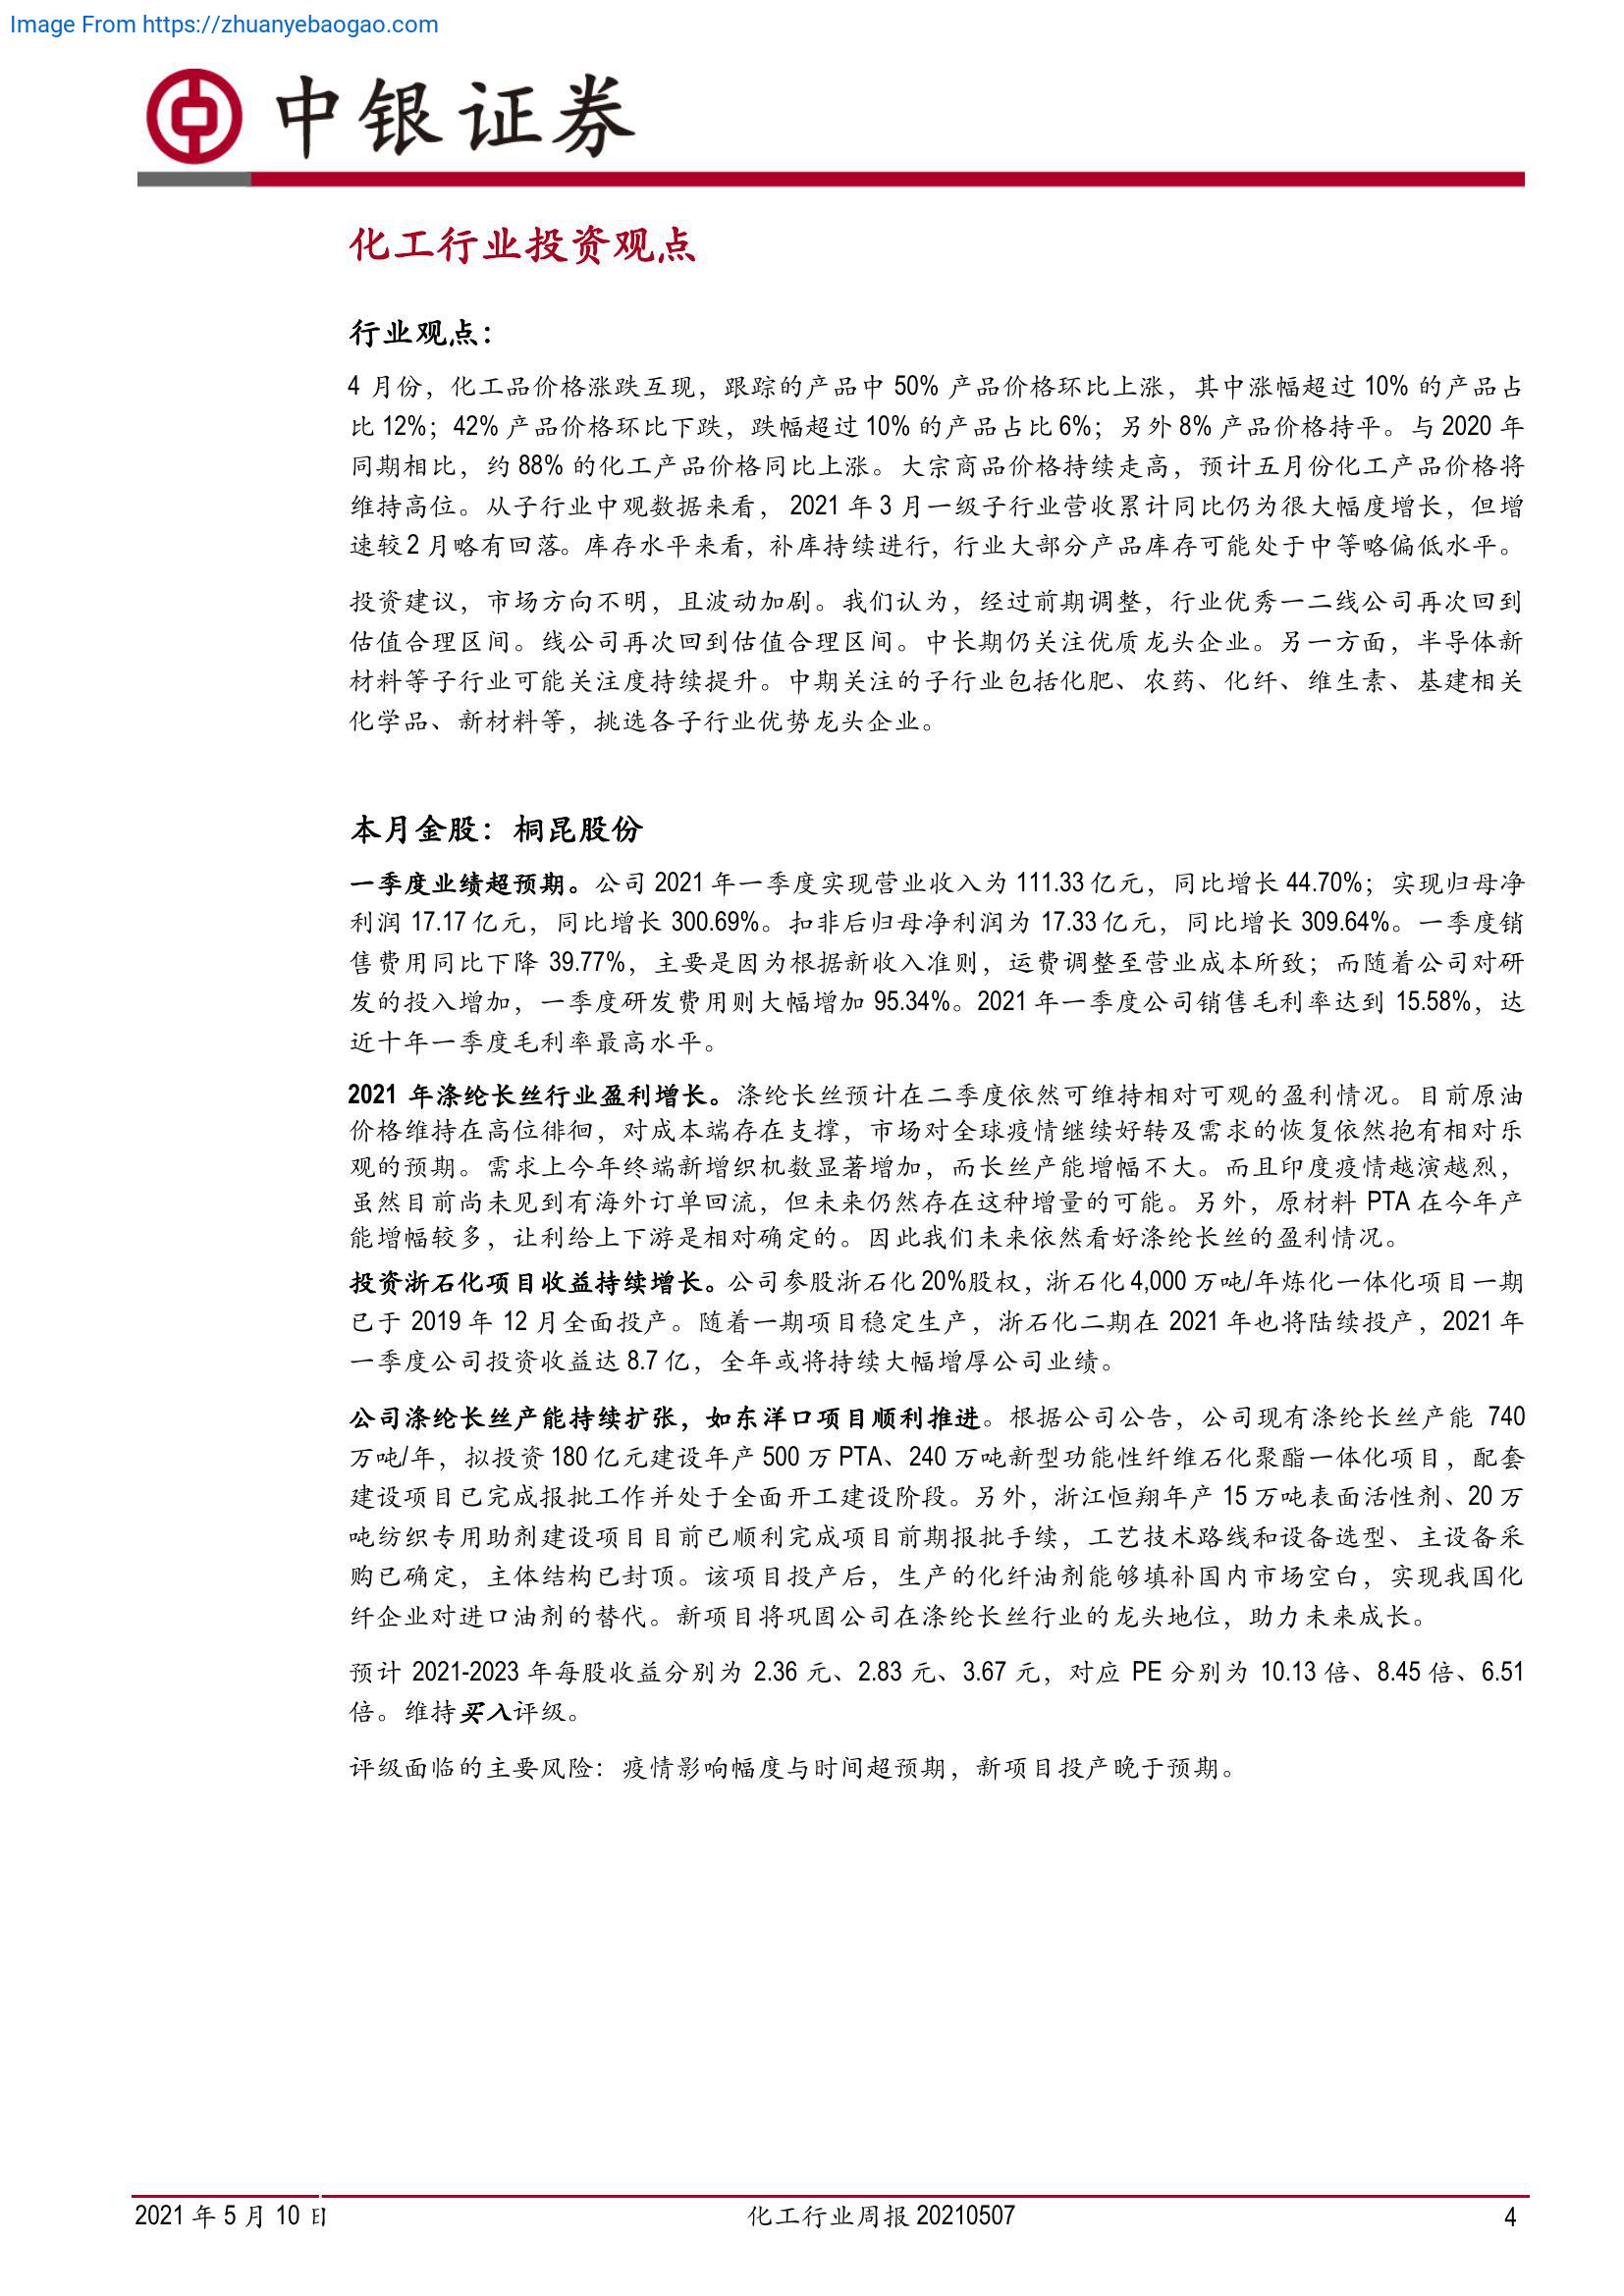 Image From https://zhuanyebaogao.com
中银证券
化工行业投资观点
行业观点：
4 月份，化工品价格涨跌互现，跟踪的产品中 50% 产品价格环比上涨，其中涨幅超过 10% 的产品占
比 12%；42% 产品价格环比下跌，跌幅超过 10% 的产品占比 6%；另外 8% 产品价格持平。与 2020 年
同期相比，约 88% 的化工产品价格同比上涨。大宗商品价格持续走高，预计五月份化工产品价格将
维持高位。从子行业中观数据来看， 2021 年 3 月一级子行业营收累计同比仍为很大幅度增长，但增
速较 2 月略有回落。库存水平来看，补库持续进行，行业大部分产品库存可能处于中等略偏低水平。
投资建议，市场方向不明，且波动加剧。我们认为，经过前期调整，行业优秀一二线公司再次回到
估值合理区间。线公司再次回到估值合理区间。中长期仍关注优质龙头企业。另一方面，半导体新
材料等子行业可能关注度持续提升。中期关注的子行业包括化肥、农药、化纤、维生素、基建相关
化学品、新材料等，挑选各子行业优势龙头企业。
本月金股：桐昆股份
一季度业绩超预期。公司 2021 年一季度实现营业收入为 111.33 亿元，同比增长 44.70%；实现归母净
利润 17.17 亿元，同比增长 300.69%。扣非后归母净利润为 17.33 亿元，同比增长 309.64%。一季度销
售费用同比下降 39.77%，主要是因为根据新收入准则，运费调整至营业成本所致；而随着公司对研
发的投入增加，一季度研发费用则大幅增加 95.34%。2021 年一季度公司销售毛利率达到 15.58%，达
近十年一季度毛利率最高水平。
2021 年涤纶长丝行业盈利增长。涤纶长丝预计在二季度依然可维持相对可观的盈利情况。目前原油
价格维持在高位徘徊，对成本端存在支撑，市场对全球疫情继续好转及需求的恢复依然抱有相对乐
观的预期。需求上今年终端新增织机数显著增加，而长丝产能增幅不大。而且印度疫情越演越烈，
虽然目前尚未见到有海外订单回流，但未来仍然存在这种增量的可能。另外，原材料 PTA 在今年产
能增幅较多，让利给上下游是相对确定的。因此我们未来依然看好涤纶长丝的盈利情况。
投资浙石化项目收益持续增长。公司参股浙石化 20%股权，浙石化 4,000 万吨/年炼化一体化项目一期
已于 2019 年 12 月全面投产。随着一期项目稳定生产，浙石化二期在 2021 年也将陆续投产，2021 年
一季度公司投资收益达 8.7 亿，全年或将持续大幅增厚公司业绩。
公司涤纶长丝产能持续扩张，如东洋口项目顺利推进。根据公司公告，公司现有涤纶长丝产能 740
万吨/年，拟投资 180 亿元建设年产 500 万 PTA、240 万吨新型功能性纤维石化聚酯一体化项目，配套
建设项目已完成报批工作并处于全面开工建设阶段。另外，浙江恒翔年产 15 万吨表面活性剂、20 万
吨纺织专用助剂建设项目目前已顺利完成项目前期报批手续，工艺技术路线和设备选型、主设备采
购已确定，主体结构已封顶。该项目投产后，生产的化纤油剂能够填补国内市场空白，实现我国化
纤企业对进口油剂的替代。新项目将巩固公司在涤纶长丝行业的龙头地位，助力未来成长。
预计 2021-2023 年每股收益分别为 2.36 元、2.83 元、3.67 元，对应 PE 分别为 10.13 倍、8.45 倍、6.51
倍。维持买入评级。
评级面临的主要风险：疫情影响幅度与时间超预期，新项目投产晚于预期。
2021 年 5 月 10 日
化工行业周报 20210507
4